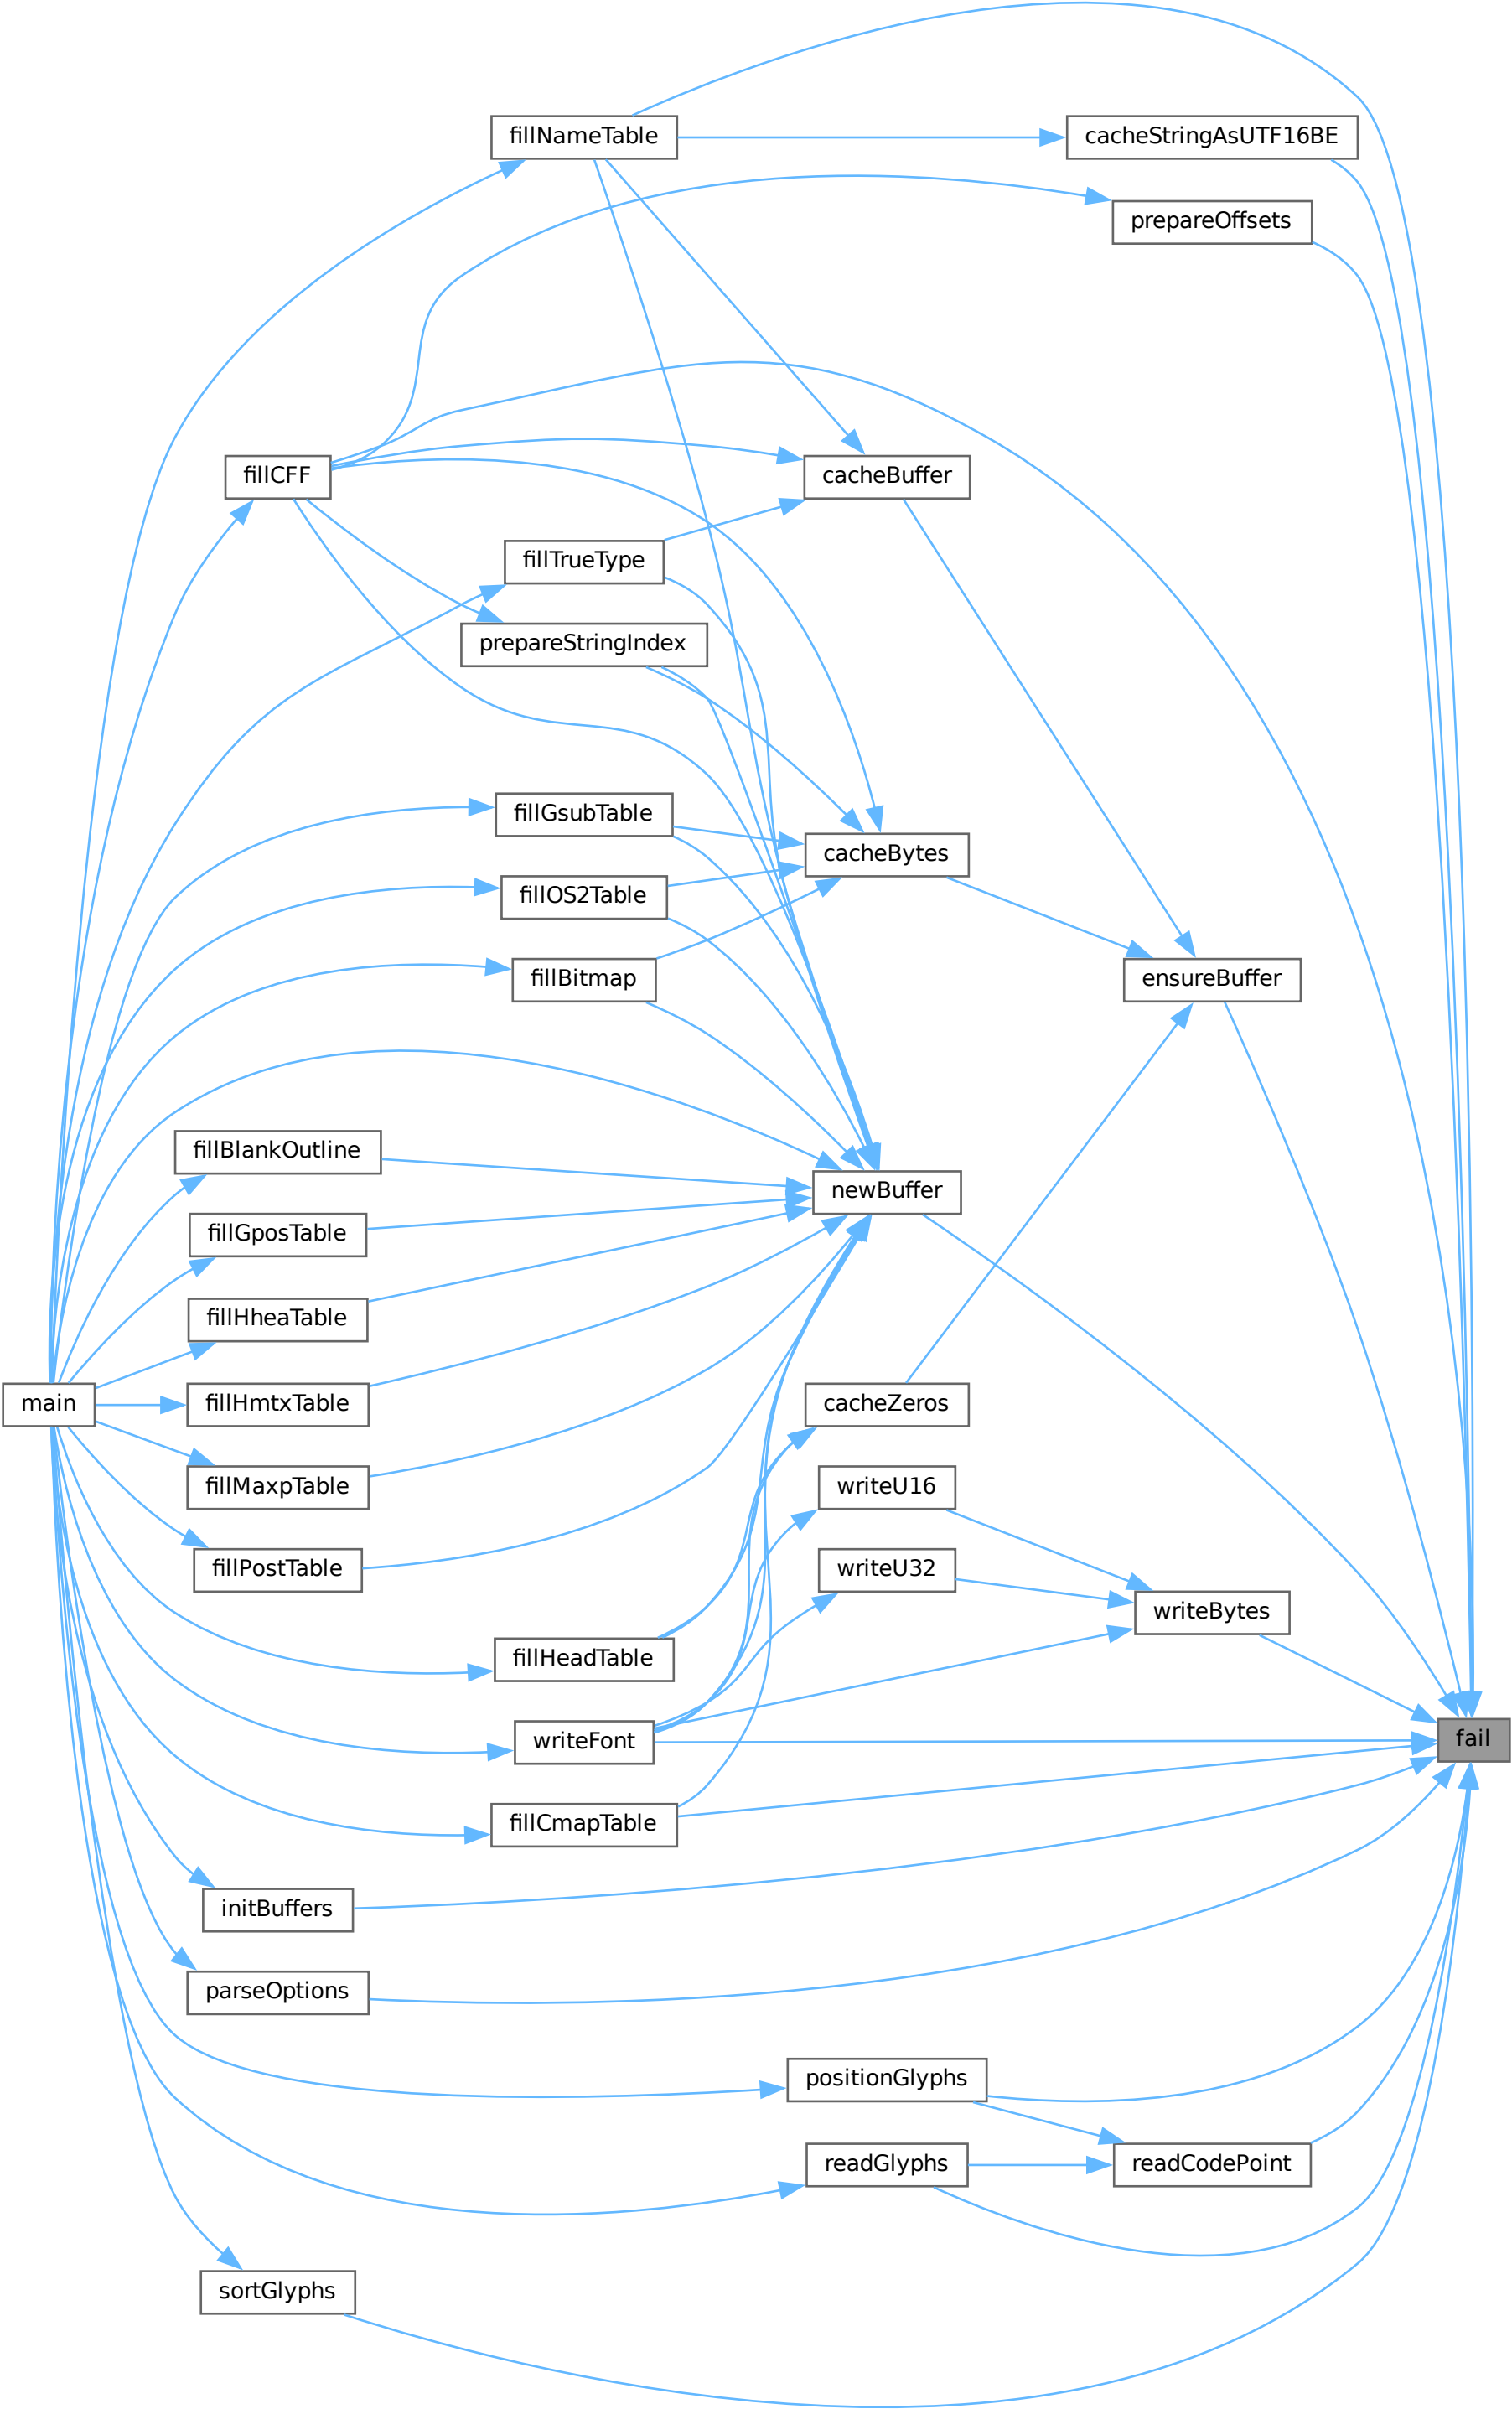 fillNameTable
cacheStringAsUTF16BE
prepareOffsets
fillCFF
cacheBuffer
fillTrueType
prepareStringIndex
fillGsubTable
cacheBytes
fillOS2Table
fillBitmap
ensureBuffer
fillBlankOutline
newBuffer
fillGposTable
fillHheaTable
main
fillHmtxTable
cacheZeros
fillMaxpTable
writeU16
fillPostTable
writeU32
writeBytes
fillHeadTable
writeFont
fail
fillCmapTable
initBuffers
parseOptions
positionGlyphs
readGlyphs
readCodePoint
sortGlyphs